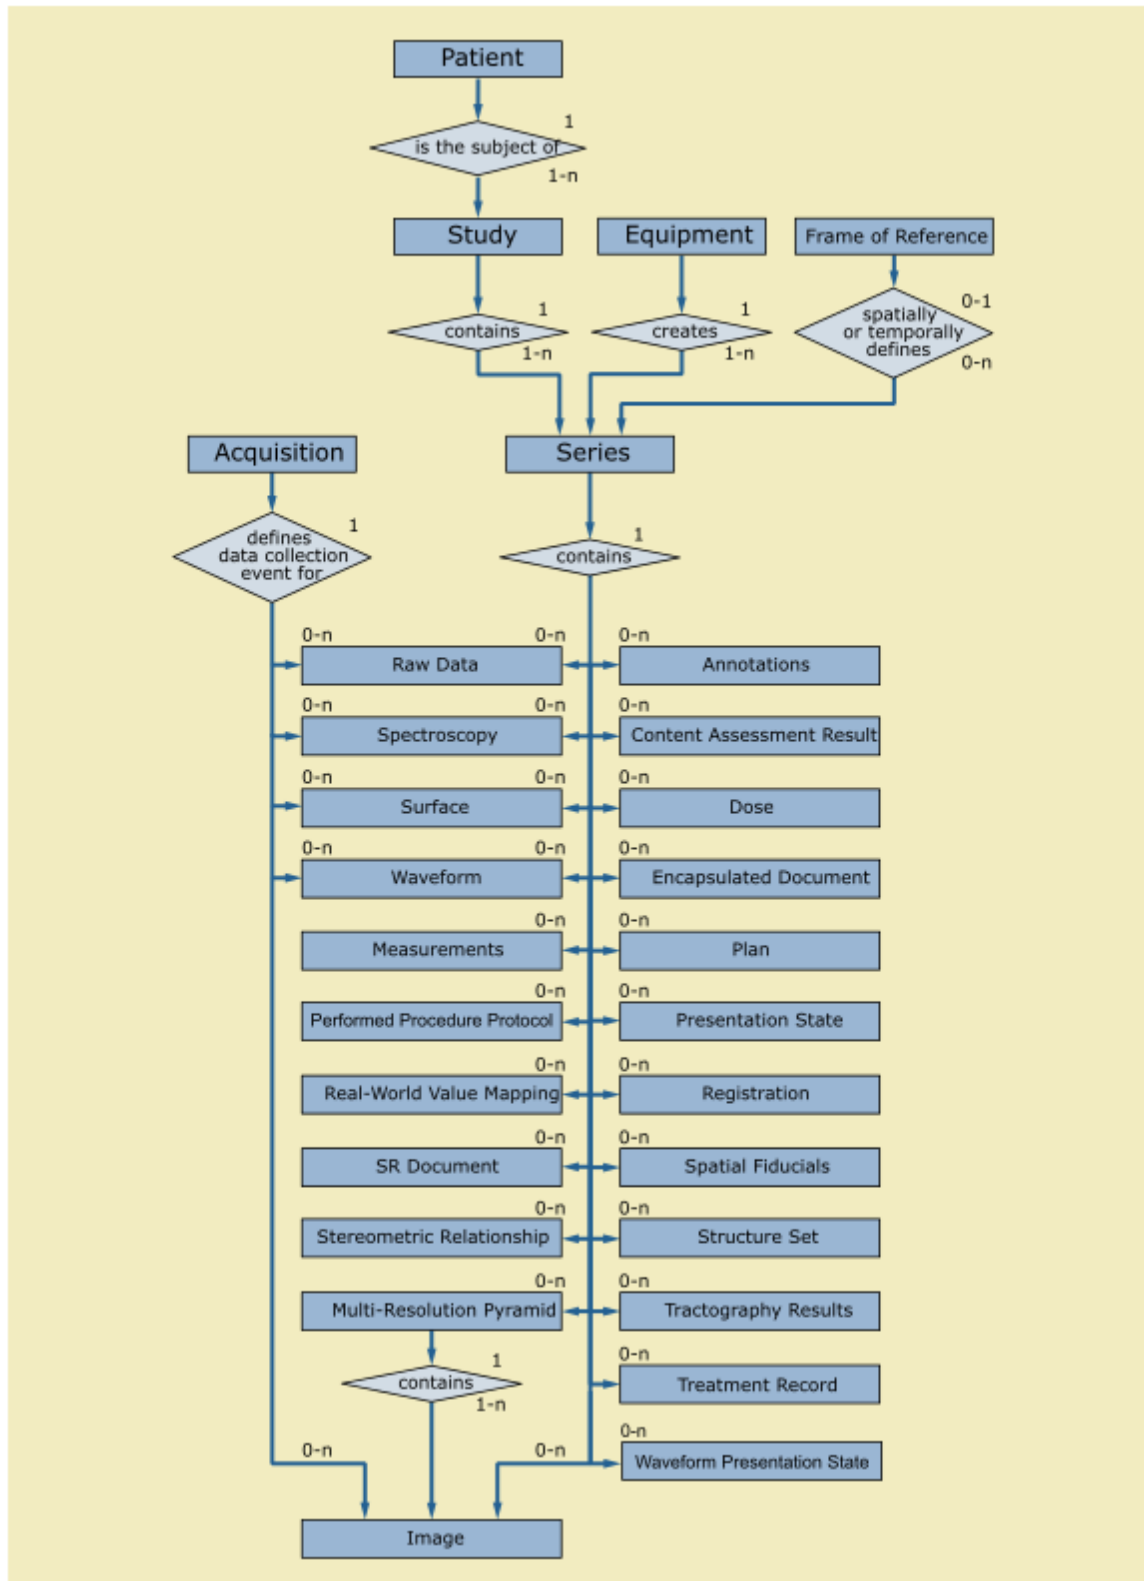 Patient
1
is the subject of
1-n
Study
Equipment
Frame of Reference
1
contains
1-n
1
creates
1-n
0-1
spatially
or temporally
defines
0-n
Acquisition
Series
1
defines
data collection
event for
1
contains
0-n 0-n 0-n
Raw Data Annotations
0-n 0-n 0-n
Spectroscopy Content Assessment Result
0-n 0-n 0-n
Surface Dose
0-n 0-n 0-n
Waveform Encapsulated Document
0-n 0-n
Measurements Plan
0-n 0-n
Performed Procedure Protocol Presentation State
0-n 0-n
Real-World Value Mapping Registration
0-n 0-n
SR Document Spatial Fiducials
0-n 0-n
Stereometric Relationship Structure Set
0-n 0-n
Multi-Resolution Pyramid Tractography Results
1
contains
1-n
0-n
Treatment Record
0-n
Waveform Presentation State
0-n 0-n
Image